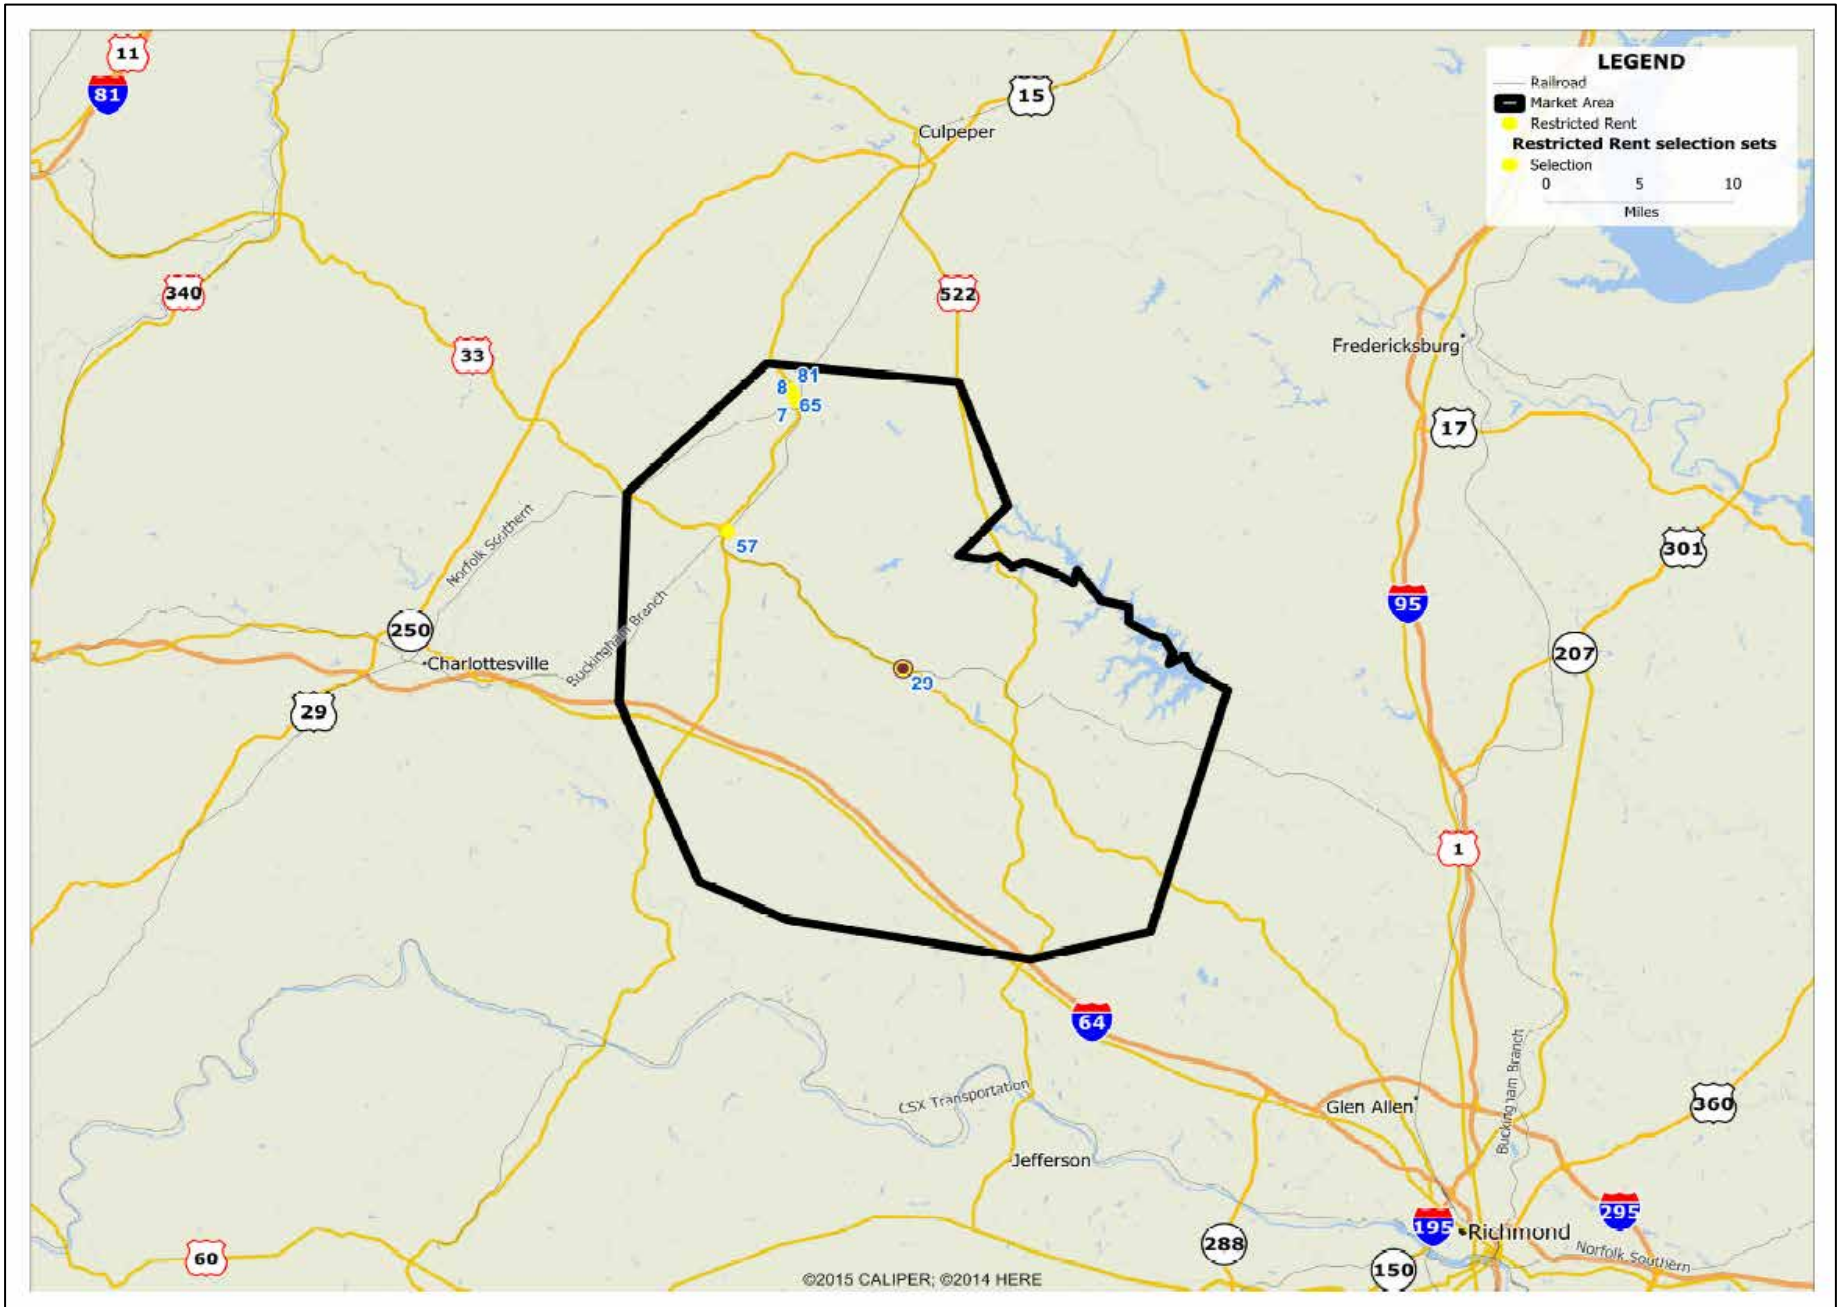 11
81
15
Culpeper
LEGEND
Railroad
Market Area
Restricted Rent
Restricted Rent selection sets
Selection
0 5 10
Miles
340
522
33
Fredericksburg
8 81
7 65
17
Norfolk Southern
57
301
Buckingham Branch
95
250
Charlottesville
207
29
29
1
64
CSX Transportation
Buckingham Branch
Glen Allen
360
Jefferson
295
195
Richmond
288
Norfolk Southern
60
150
©2015 CALIPER; ©2014 HERE